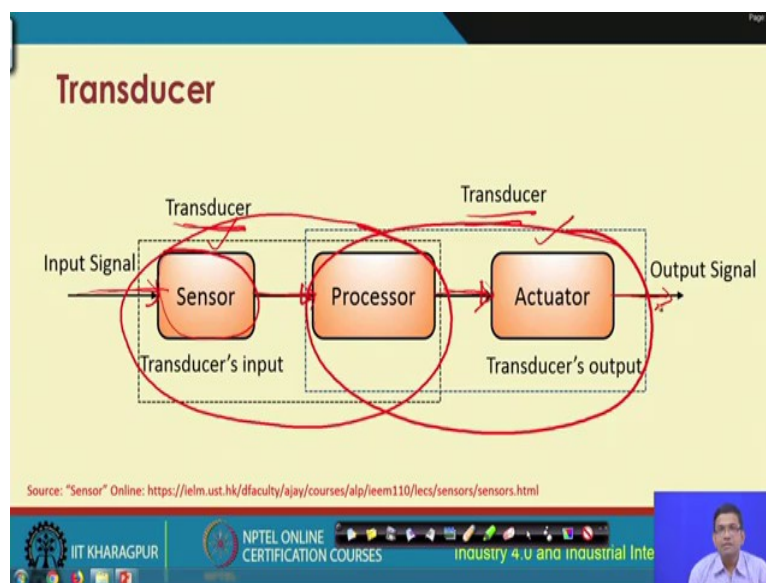 Page
Transducer
Transducer
Transducer
Input Signal
Output Signal
Sensor
Processor
Actuator
Transducer's input
Transducer's output
Source: "Sensor" Online: https://ielm.ust.hk/dfaculty/ajay/courses/alp/ieem110/lecs/sensors/sensors.html
IIT KHARAGPUR
NPTEL ONLINE
CERTIFICATION COURSES
Industry 4.0 and Industrial Inte